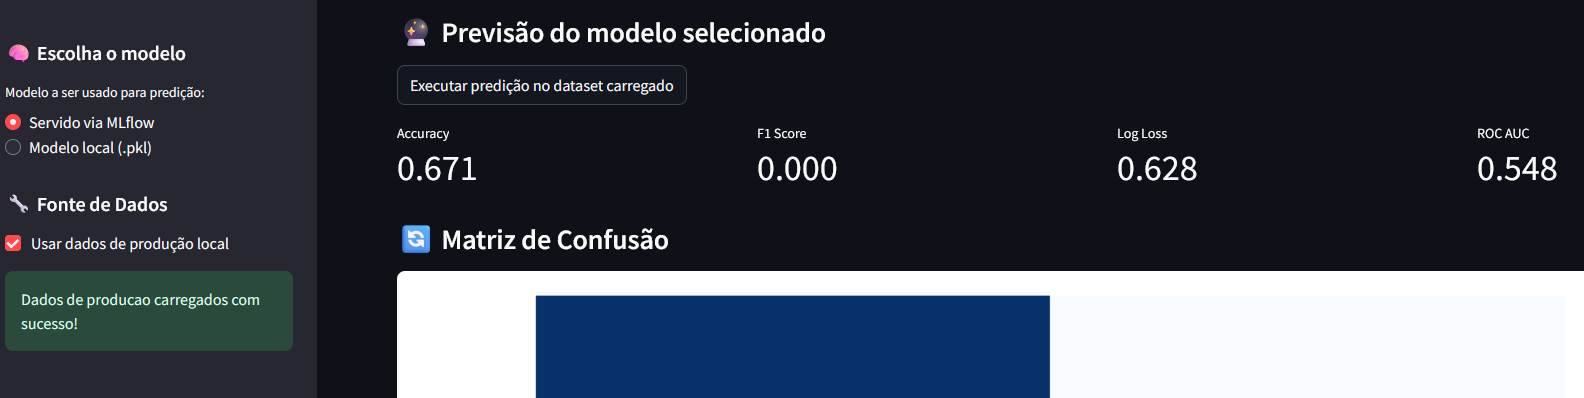 Escolha o modelo
Modelo a ser usado para predição:
Servido via MLflow
Modelo local (.pkl)
Fonte de Dados
Usar dados de produção local
Dados de producao carregados com
sucesso!
Previsão do modelo selecionado
Executar predição no dataset carregado
Accuracy
0.671
F1 Score
0.000
Log Loss
0.628
ROC AUC
0.548
Matriz de Confusão